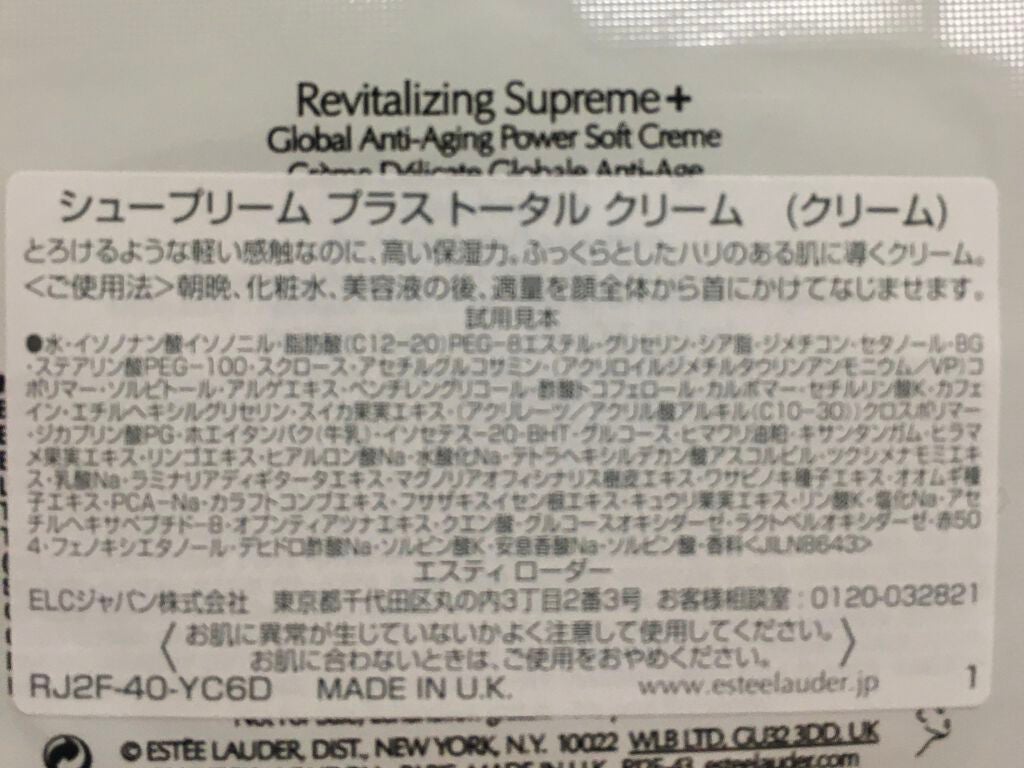 Revitalizing Supreme+
Global Anti-Aging Power Soft Creme
Crème Délicate Globale Anti-Age
シュープリーム プラス トータル クリーム (クリーム)
とろけるような軽い感触なのに、高い保湿力。ふっくらとしたハリのある肌に導くクリーム。
<ご使用法>朝晩、化粧水、美容液の後、適量を顔全体から首にかけてなじませます。
試用見本
●水・イソノナン酸イソノニル・脂肪酸(C12-20)PEG-8エステル・グリセリン・シア脂・ジメチコン・セタノール・BG
・ステアリン酸PEG-100・スクロース・アセチルグルコサミン・(アクリロイルジメチルタウリンアンモニウム/VP)コ
ポリマー・ソルビトール・アルゲエキス・ペンチレングリコール・酢酸トコフェロール・カルボマー・セチルリン酸K・カフェ
イン・エチルヘキシルグリセリン・スイカ果実エキス・(アクリレーツ/アクリル酸アルキル(C10-30))クロスポリマー
・ジカプリン酸PG・ホエイタンパク(牛乳)・イソセテス-20・BHT・グルコース・ヒマワリ油粕・キサンタンガム・ヒラマ
メ果実エキス・リンゴエキス・ヒアルロン酸Na・水酸化Na・テトラヘキシルデカン酸アスコルビル・ツクシメナモミエキ
ス・乳酸Na・ラミナリアディギタータエキス・マグノリアオフィシナリス樹皮エキス・ワサビノキ種子エキス・オオムギ種
子エキス・PCA-Na・カラフトコンブエキス・フサザキスイセン根エキス・キュウリ果実エキス・リン酸K・塩化Na・アセ
チルヘキサペプチド-8・オプンティアツナエキス・クエン酸・グルコースオキシダーゼ・ラクトペルオキシダーゼ・赤50
4・フェノキシエタノール・デヒドロ酢酸Na・ソルビン酸K・安息香酸Na・ソルビン酸・香料<ILN8643>
エスティ ローダー
ELCジャパン株式会社 東京都千代田区丸の内3丁目2番3号 お客様相談室:0120-032821
〈お肌に異常が生じていないかよく注意して使用してください。
お肌に合わないときは、ご使用をおやめください。〉
RJ2F-40-YC6D MADE IN U.K. www.esteelauder.jp 1
© ESTÉE LAUDER, DIST., NEW YORK, N.Y. 10022 WLB LTD. GU32 3DD, UK
esteelauder.com